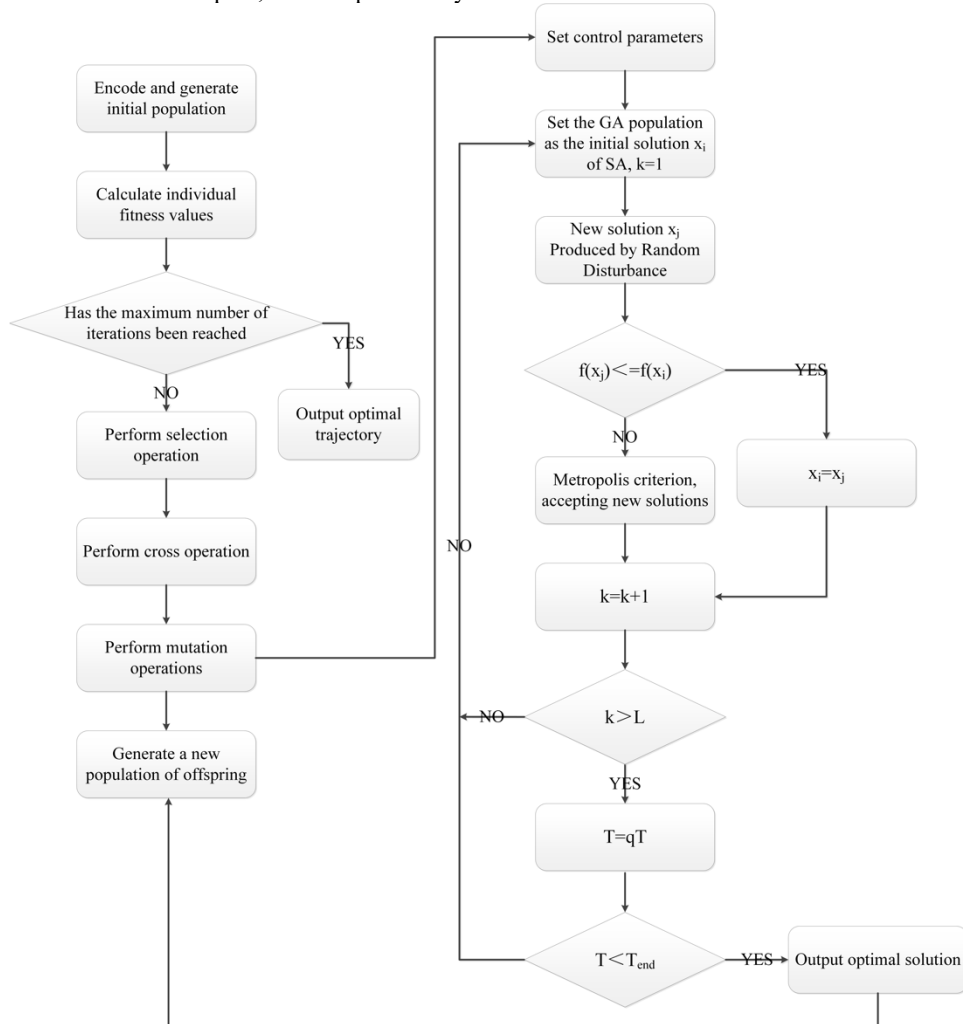 Encode and generate
initial population
Calculate individual
fitness values
Has the maximum number of
iterations been reached
YES
NO
Output optimal
trajectory
Perform selection
operation
Perform cross operation
Perform mutation
operations
Generate a new
population of offspring
Set control parameters
Set the GA population
as the initial solution xi
of SA, k=1
New solution xj
Produced by Random
Disturbance
f(xj)<=f(xi)
YES
NO
xi=xj
Metropolis criterion,
accepting new solutions
NO
k=k+1
k>L
NO
YES
T=qT
T<Tend
YES
Output optimal solution